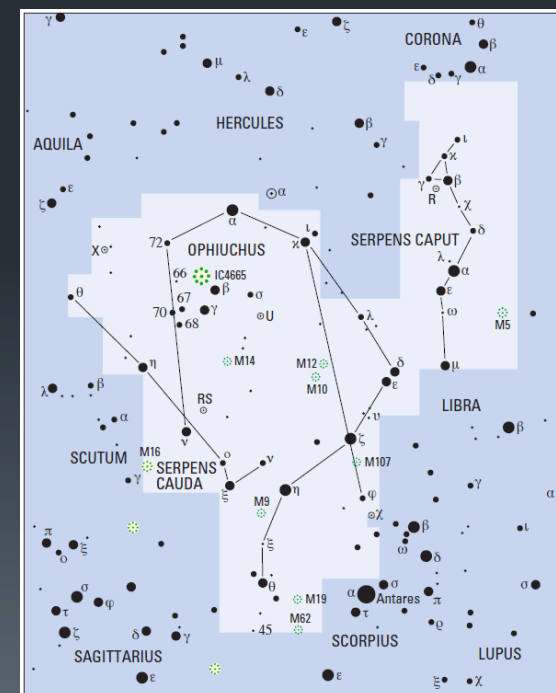 γ ε ζ θ
CORONA β
μ ε α
λ δ γ
δ
HERCULES β
AQUILA γ ι
κ
ε α γ β
ζ R
α χ
72 ι SERPENS CAPUT δ
X OPHIUCHUS κ
66 IC4665 λ α
θ β σ ε
67
70 γ U λ ω M5
68
M14 M12 δ μ
η M10 ε
λ β RS LIBRA
α υ β
ν ζ
SCUTUM M16 ο ν
SERPENS M107
γ CAUDA ξ η φ γ α
M9
χ β ι
π ξ ξ ω
ο δ
θ σ σ
σ α Antares π
τ φ M19 τ
ζ δ 45 M62 ϱ
γ SCORPIUS
SAGITTARIUS LUPUS
ε ε ξ χ